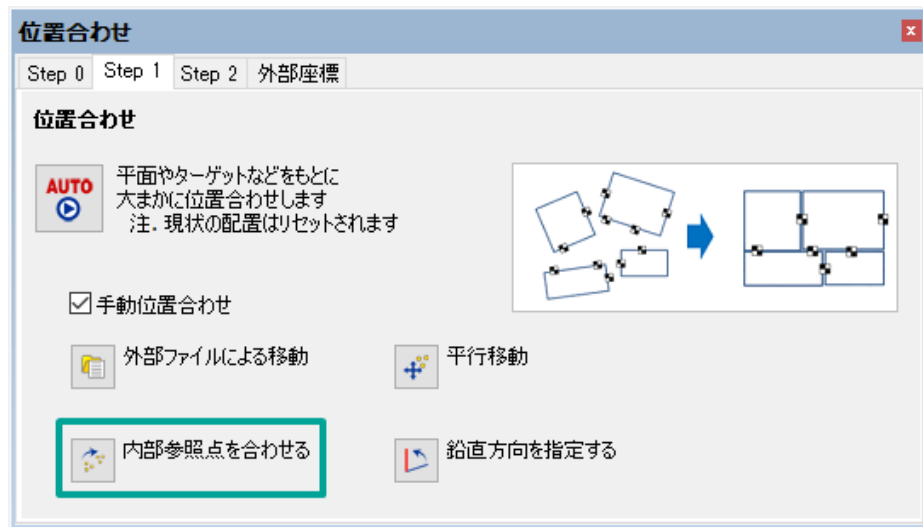 位置合わせ
x
Step 0 Step 1 Step 2 外部座標
位置合わせ
AUTO
平面やターゲットなどをもとに
大まかに位置合わせします
注．現状の配置はリセットされます
手動位置合わせ
外部ファイルによる移動
平行移動
内部参照点を合わせる
鉛直方向を指定する